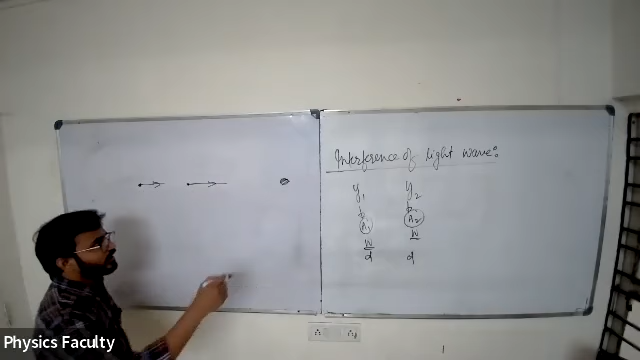 Interference of light wave:
y1 y2
A1 A2
W W
d d
Physics Faculty